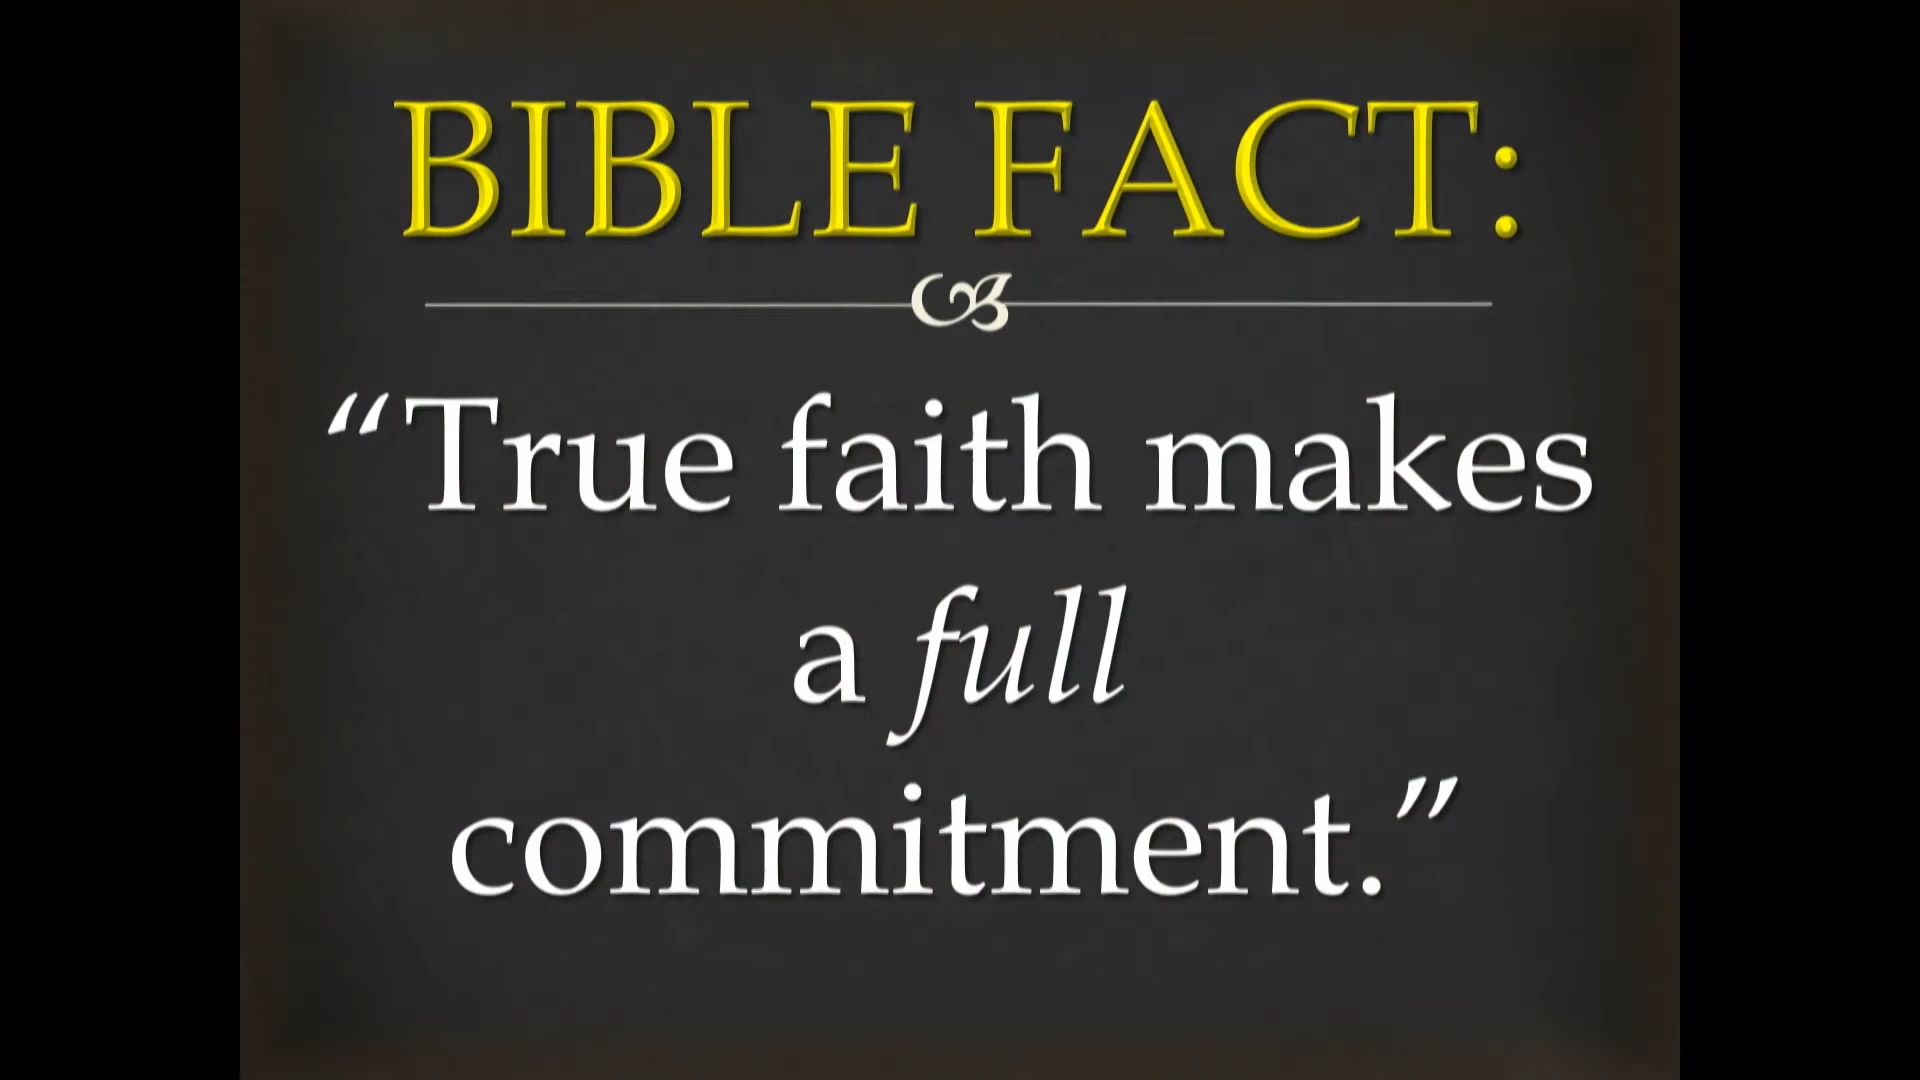 BIBLE FACT:
“True faith makes
a full
commitment.”